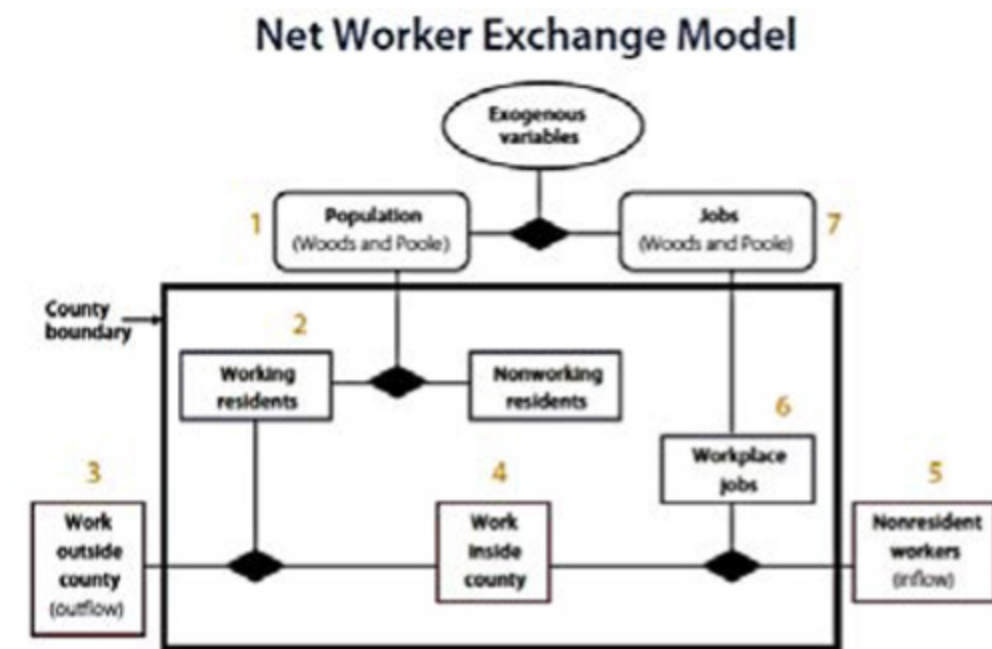 Net Worker Exchange Model
Exogenous
variables
1
Population
(Woods and Poole)
Jobs
(Woods and Poole)
7
County
boundary
2
Working
residents
Nonworking
residents
6
Workplace
jobs
3
Work
outside
county
(outflow)
4
Work
inside
county
5
Nonresident
workers
(inflow)